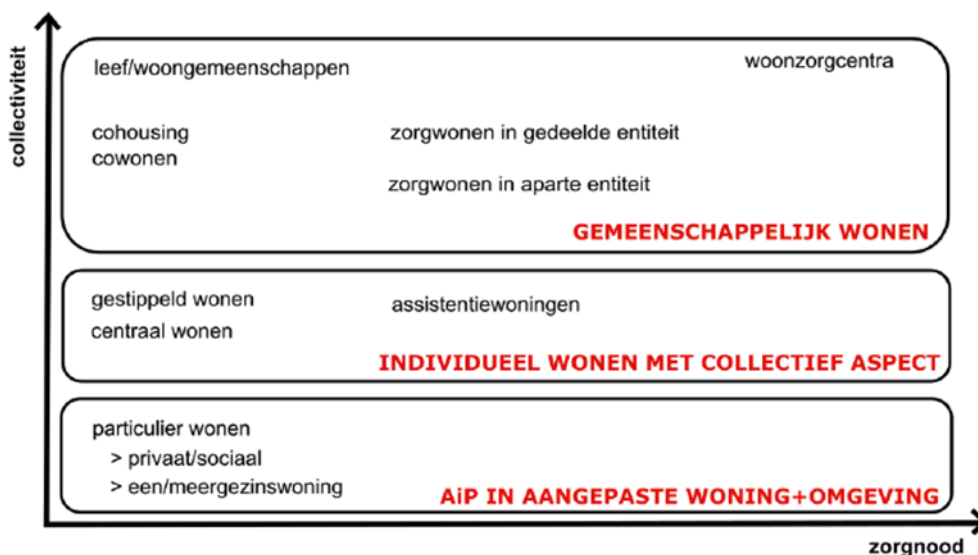 collectiviteit
leef/woongemeenschappen
woonzorgcentra
cohousing
cowonen
zorgwonen in gedeelde entiteit
zorgwonen in aparte entiteit
GEMEENSCHAPPELIJK WONEN
gestippeld wonen
centraal wonen
assistentiewoningen
INDIVIDUEEL WONEN MET COLLECTIEF ASPECT
particulier wonen
> privaat/sociaal
> een/meergezinswoning
AiP IN AANGEPASTE WONING+OMGEVING
zorgnood